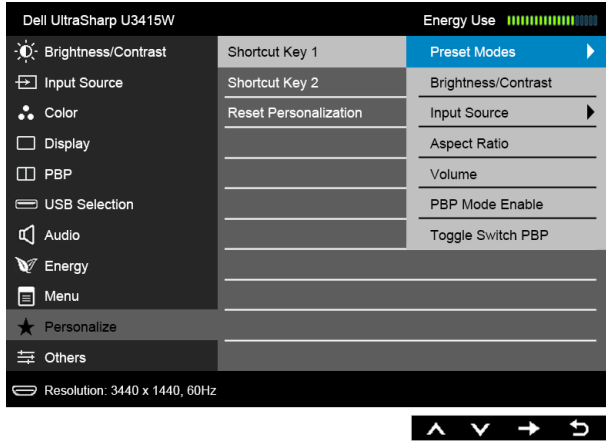 Dell UltraSharp U3415W
Energy Use
Brightness/Contrast
Input Source
Color
Display
PBP
USB Selection
Audio
Energy
Menu
Personalize
Others
Shortcut Key 1
Shortcut Key 2
Reset Personalization
Preset Modes
Brightness/Contrast
Input Source
Aspect Ratio
Volume
PBP Mode Enable
Toggle Switch PBP
Resolution: 3440 x 1440, 60Hz